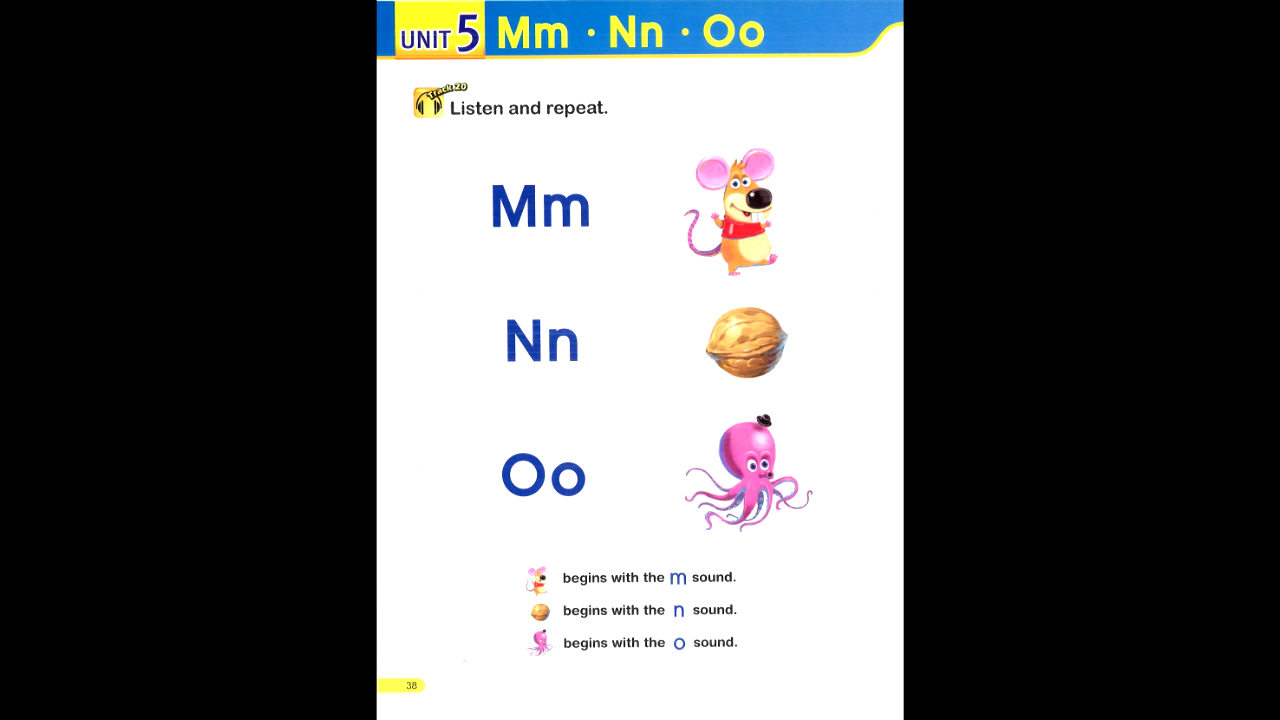 UNIT 5 Mm · Nn · Oo
Track 20
Listen and repeat.
Mm
Nn
Oo
begins with the m sound.
begins with the n sound.
begins with the o sound.
38